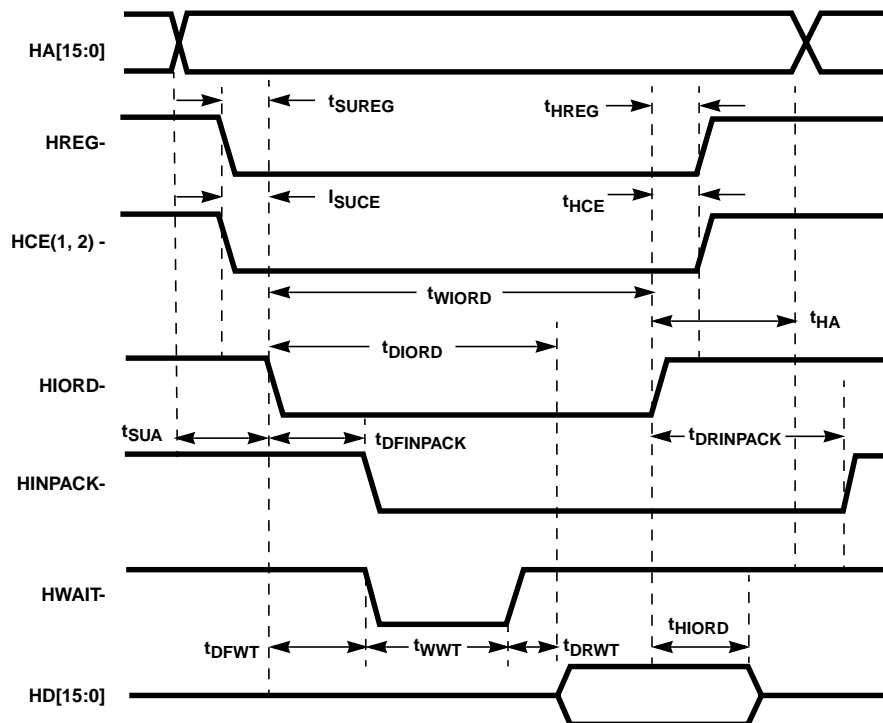 HA[15:0]
tSUREG
tHREG
HREG-
ISUCE
tHCE
HCE(1, 2) -
tWIORD
tHA
tDIORD
HIORD-
tSUA
tDFINPACK
tDRINPACK
HINPACK-
HWAIT-
tDFWT
tWWT
tDRWT
tHIORD
HD[15:0]